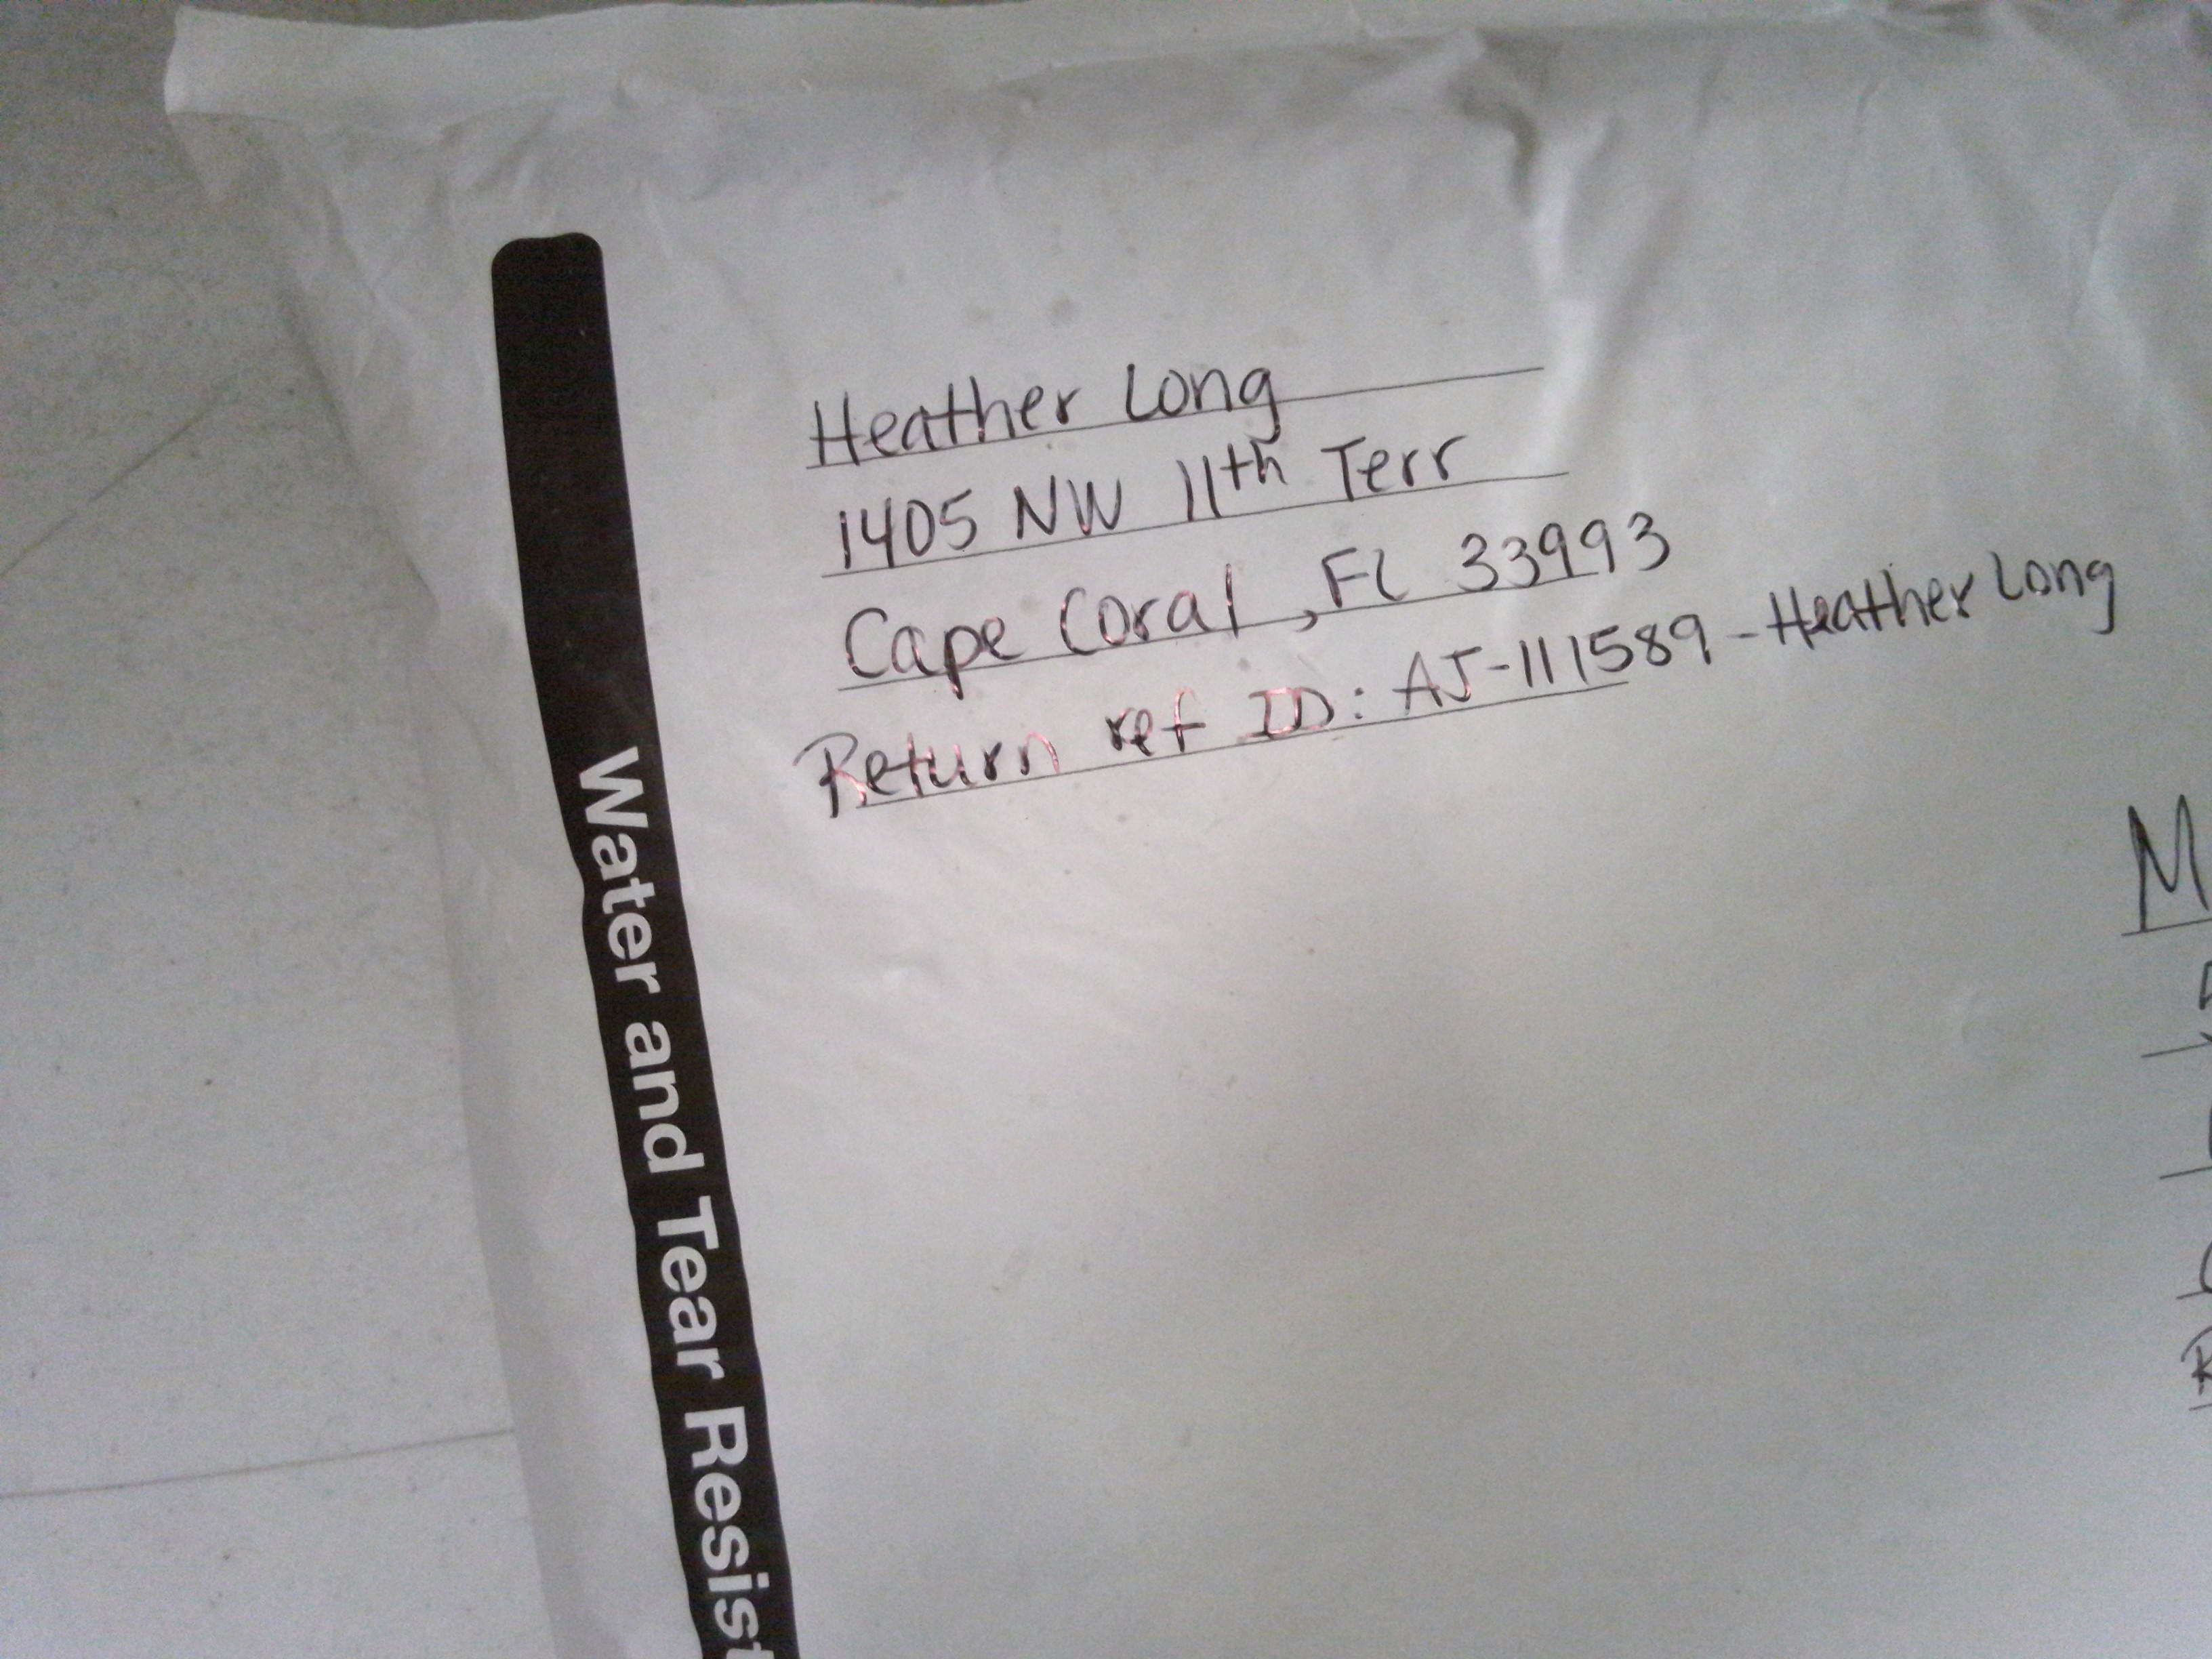 Heather Long
1405 NW 11th Terr
Cape Coral, FL 33993
Return ref ID: AJ-111589-Heather Long
Water and Tear Resist
M